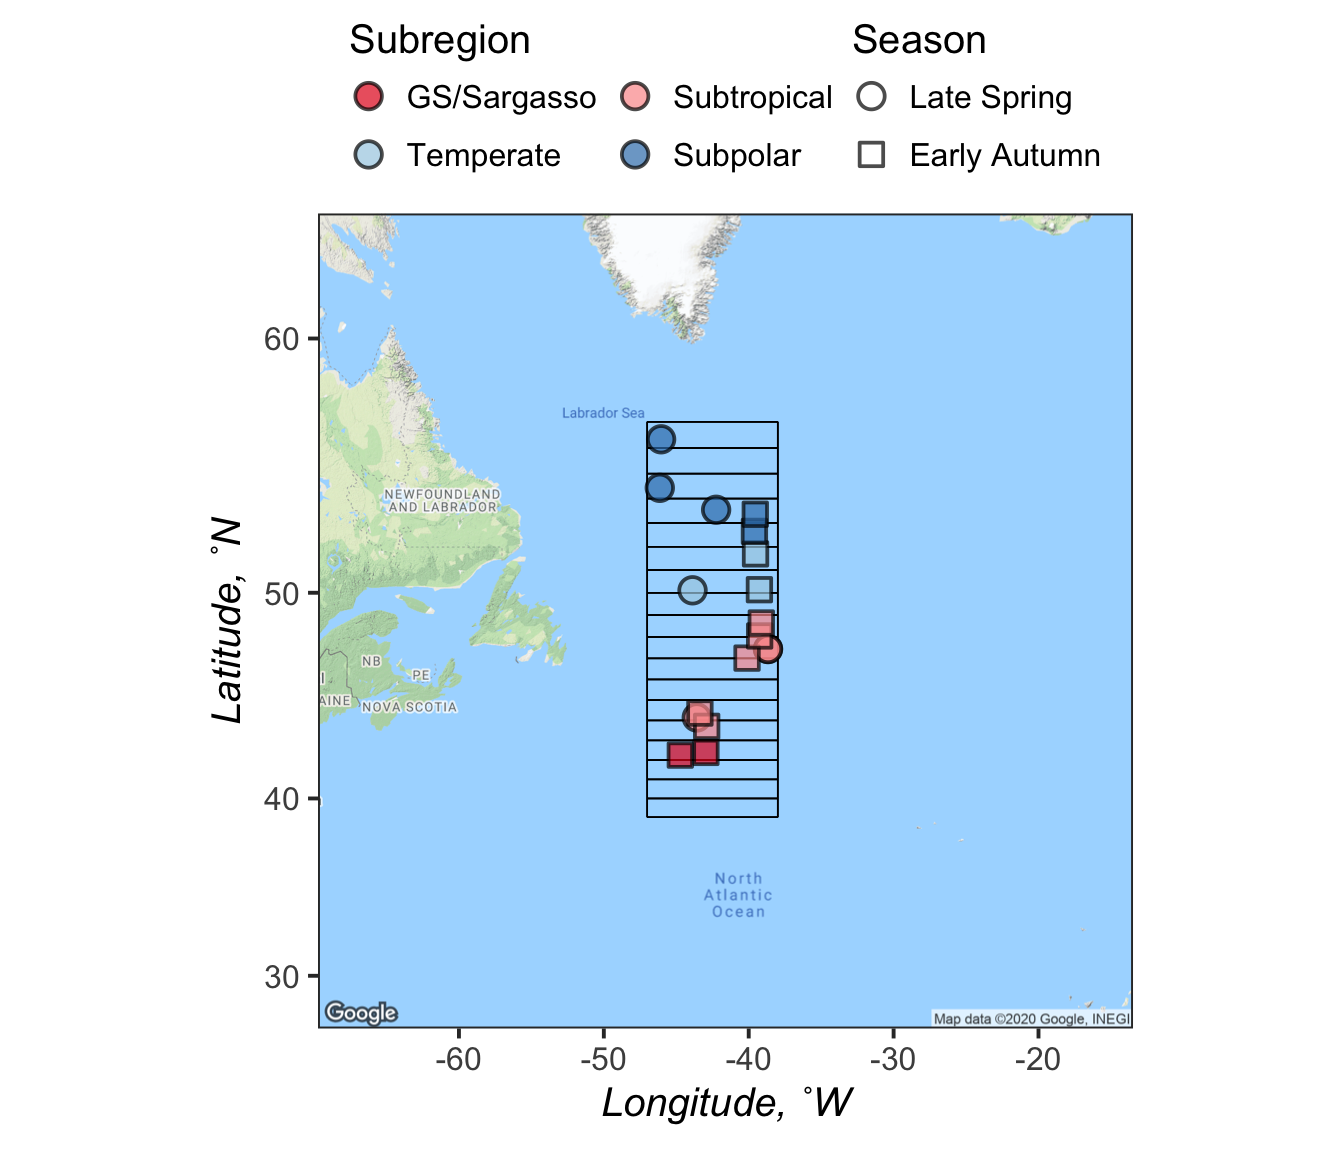 Subregion
Season
GS/Sargasso
Subtropical
Late Spring
Temperate
Subpolar
Early Autumn
60
Labrador Sea
NEWFOUNDLAND
AND LABRADOR
Latitude, °N
50
NB
PE
AINE
NOVA SCOTIA
40
North
Atlantic
Ocean
30
Google
Map data ©2020 Google, INEGI
-60
-50
-40
-30
-20
Longitude, °W